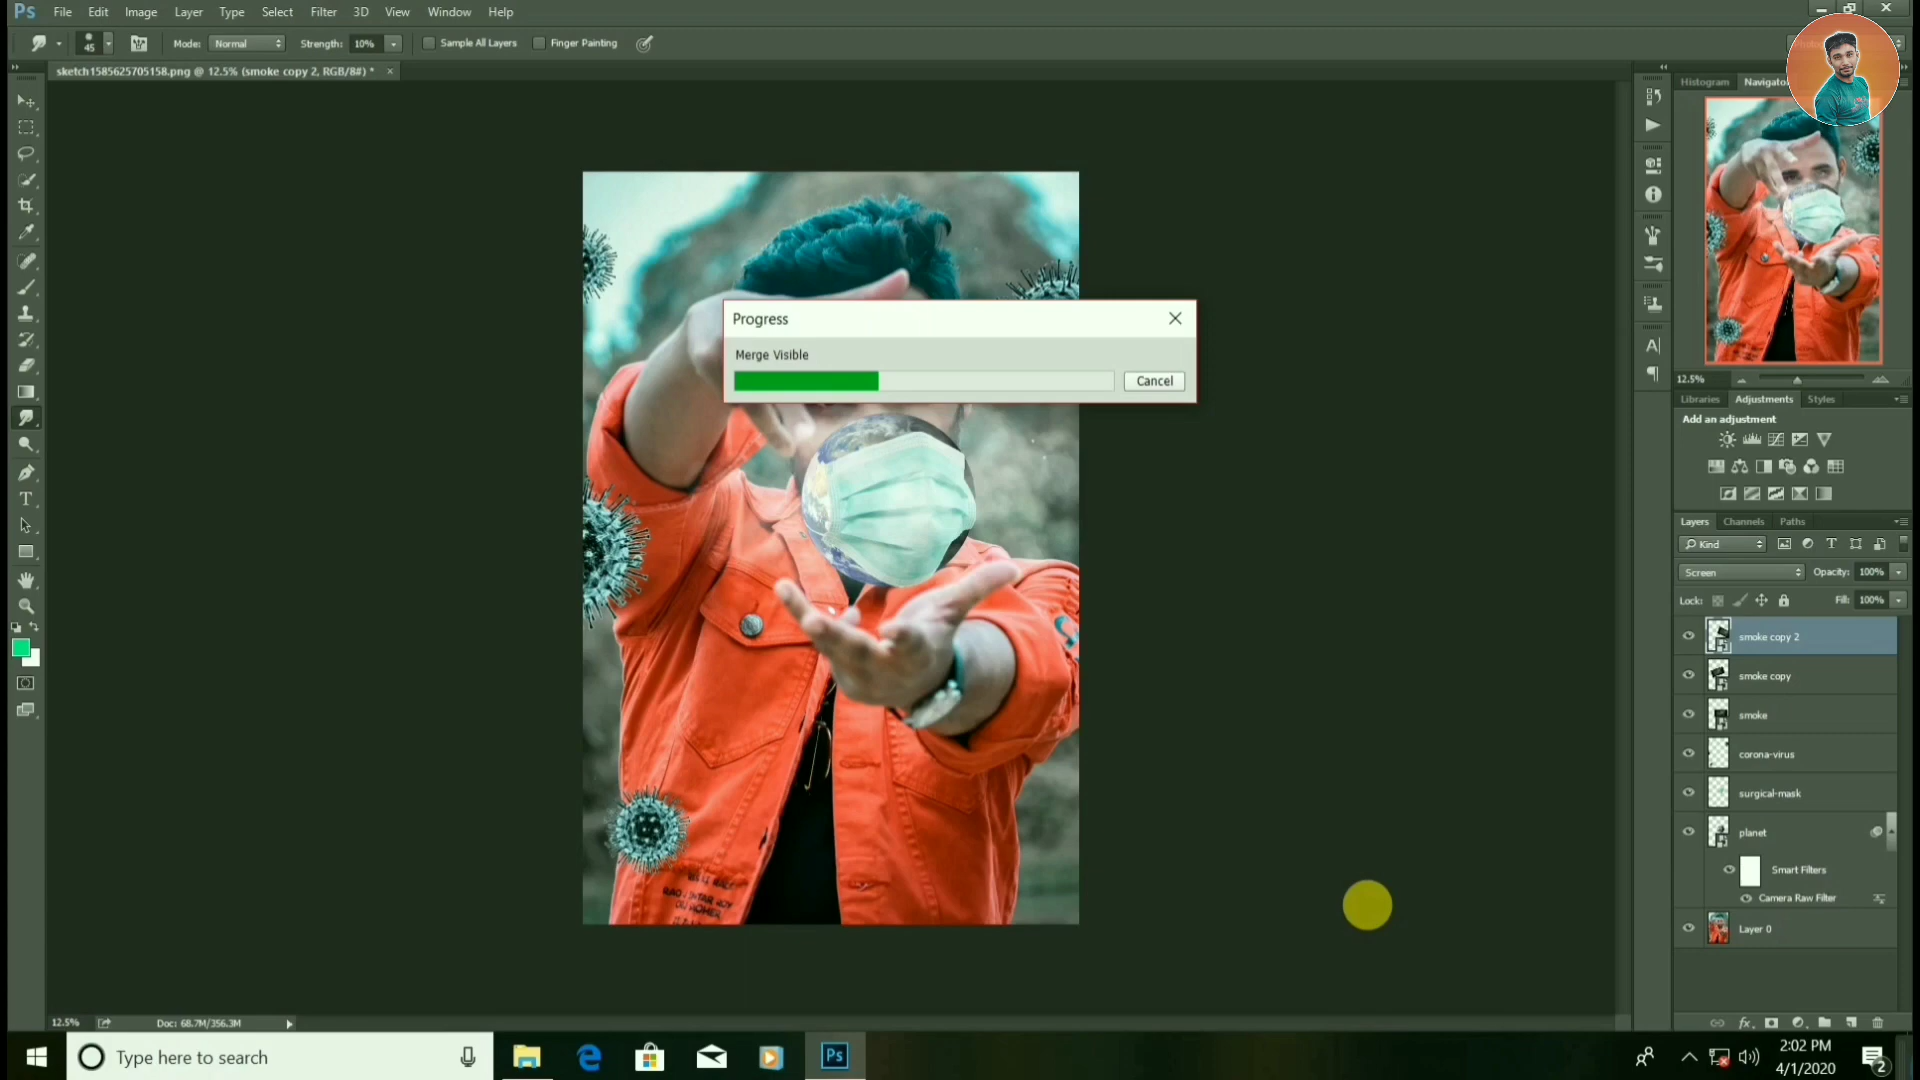 Ps File Edit Image Layer Type Select Filter 3D View Window Help
45 Mode: Normal Strength: 10% Sample All Layers Finger Painting
sketch1585625705158.png @ 12.5% (smoke copy 2, RGB/8#) * ×
Histogram Navigator
Progress
Merge Visible
Cancel
12.5%
Libraries Adjustments Styles
Add an adjustment
Layers Channels Paths
Kind
Screen Opacity: 100%
Lock: Fill: 100%
smoke copy 2
smoke copy
smoke
corona-virus
surgical-mask
planet
Smart Filters
Camera Raw Filter
Layer 0
12.5% Doc: 68.7M/356.3M
Type here to search
Ps
2:02 PM
4/1/2020
2